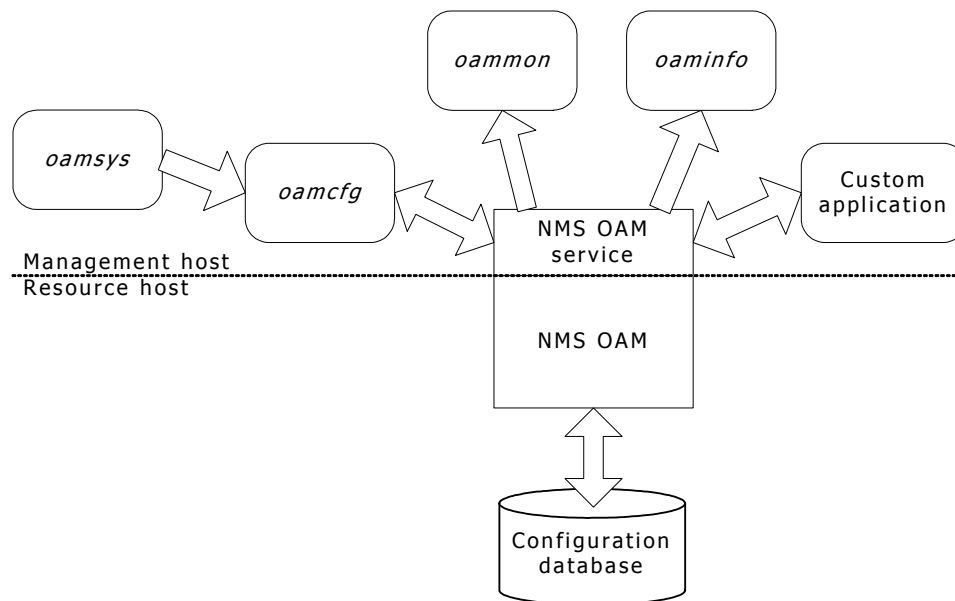 oammon
oaminfo
oamsys
oamcfg
Custom
application
NMS OAM
service
Management host
Resource host
NMS OAM
Configuration
database